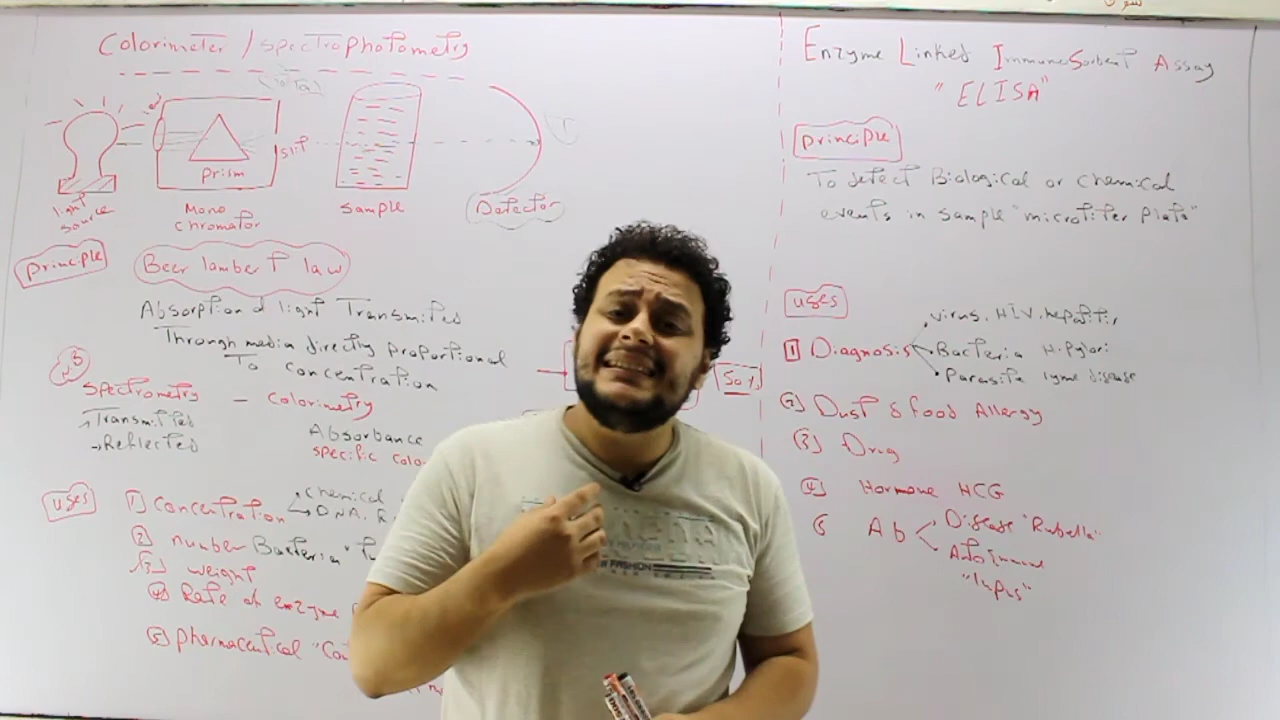 Colorimeter / spectrophotometry
slit
prism
light
source
Mono
chromator
sample
Detector
principle
Beer lambert law
Absorption of light Transmited
Through media directly proportional
To concentration
spectrometry - colorimetry
Transmitted
Reflected
Absorbance
specific colo
uses
1) concentration
chemical
DNA, R
2 number Bacteria
3) weight
4) Rate of enzyme
5) pharmaceutical "Con
50%
Enzyme Linked ImmunoSorbent Assay
"ELISA"
principle
To detect Biological or chemical
events in sample "microtiter plate"
uses
1 Diagnosis
virus, HIV, hepatitis
Bacteria H.pylori
parasite lyme disease
2) Dust & food Allergy
(3) Drug
4) Hormone HCG
5 Ab
Disease "Rubella"
Autoimmune
"lupus"
FASHION